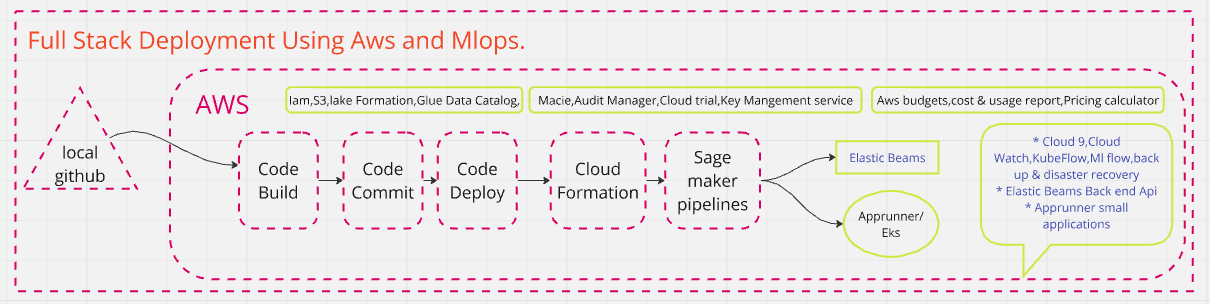 Full Stack Deployment Using Aws and Mlops.
AWS
Iam,S3,lake Formation,Glue Data Catalog,
Macie,Audit Manager,Cloud trial,Key Mangement service
Aws budgets,cost & usage report,Pricing calculator
local
github
Code
Build
Code
Commit
Code
Deploy
Cloud
Formation
Sage
maker
pipelines
Elastic Beams
Apprunner/
Eks
* Cloud 9,Cloud
Watch,KubeFlow,Ml flow,back
up & disaster recovery
* Elastic Beams Back end Api
* Apprunner small
applications